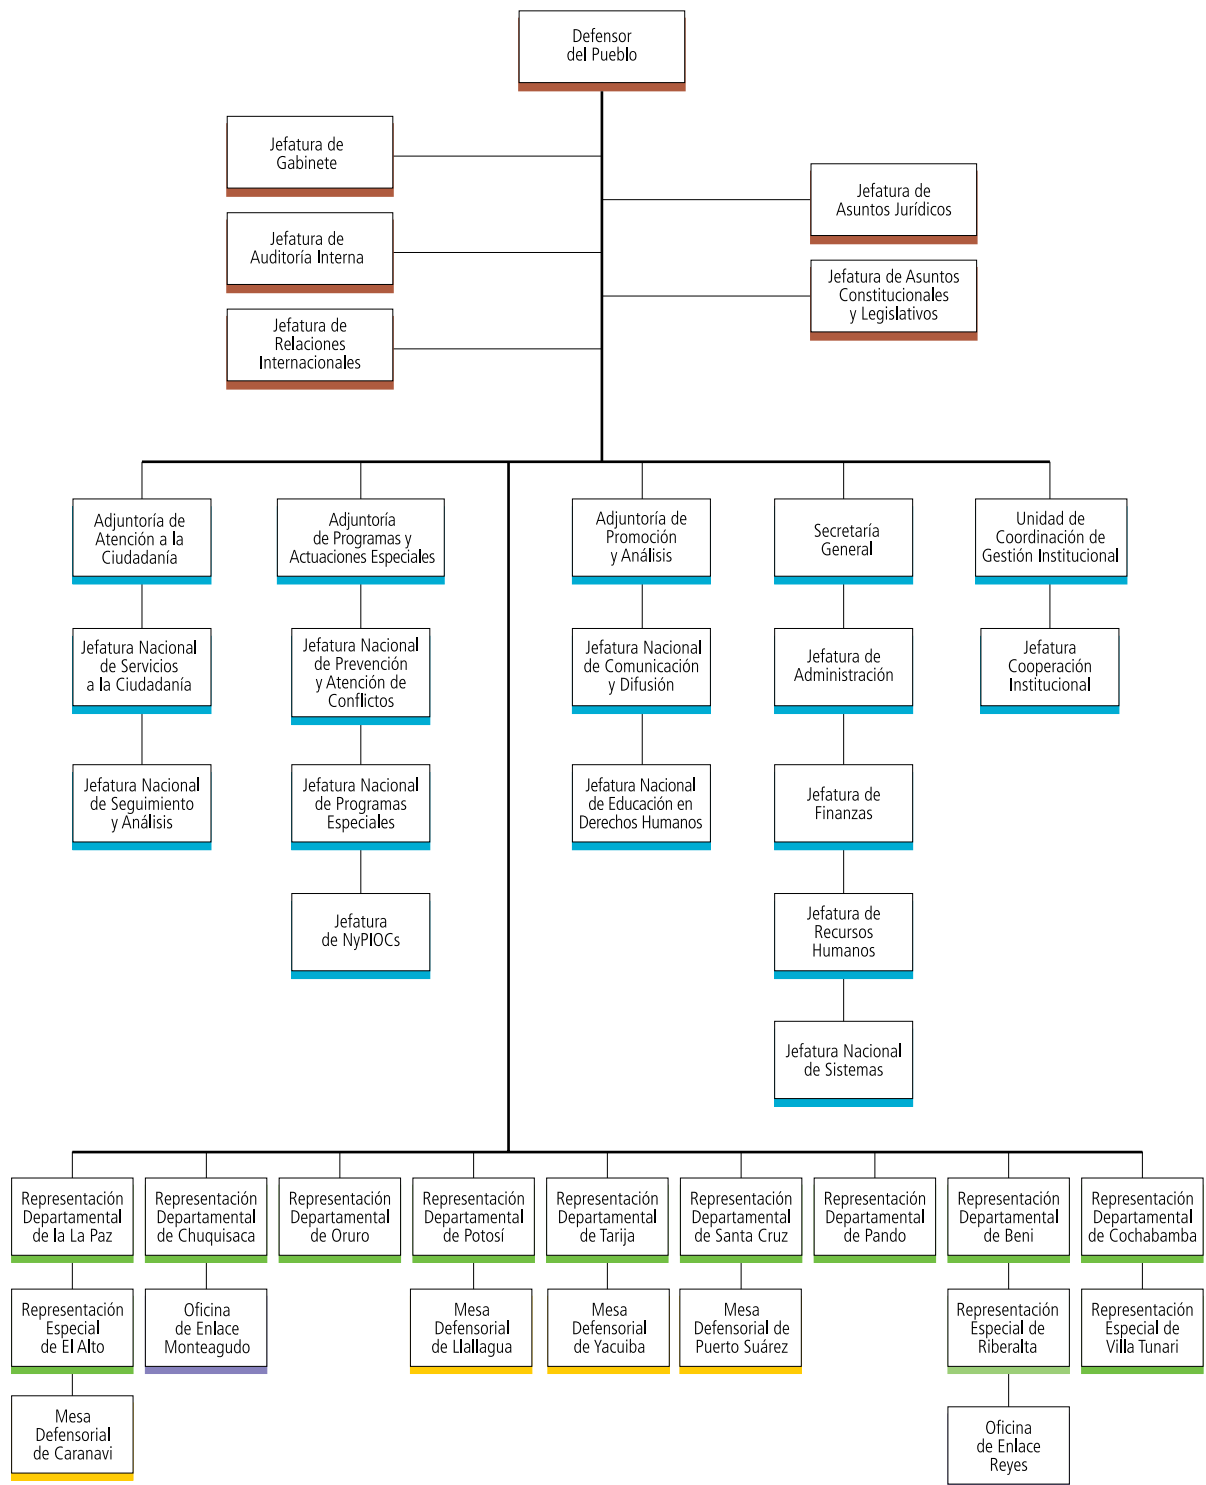 Defensor
del Pueblo
Jefatura de
Gabinete
Jefatura de
Asuntos Jurídicos
Jefatura de
Auditoría Interna
Jefatura de Asuntos
Constitucionales
y Legislativos
Jefatura de
Relaciones
Internacionales
Adjuntoría de
Atención a la
Ciudadanía
Adjuntoría
de Programas y
Actuaciones Especiales
Adjuntoría de
Promoción
y Análisis
Secretaría
General
Unidad de
Coordinación de
Gestión Institucional
Jefatura Nacional
de Servicios
a la Ciudadanía
Jefatura Nacional
de Prevención
y Atención de
Conflictos
Jefatura Nacional
de Comunicación
y Difusión
Jefatura de
Administración
Jefatura
Cooperación
Institucional
Jefatura Nacional
de Seguimiento
y Análisis
Jefatura Nacional
de Programas
Especiales
Jefatura Nacional
de Educación en
Derechos Humanos
Jefatura de
Finanzas
Jefatura
de NyPIOCs
Jefatura de
Recursos
Humanos
Jefatura Nacional
de Sistemas
Representación
Departamental
de la La Paz
Representación
Departamental
de Chuquisaca
Representación
Departamental
de Oruro
Representación
Departamental
de Potosí
Representación
Departamental
de Tarija
Representación
Departamental
de Santa Cruz
Representación
Departamental
de Pando
Representación
Departamental
de Beni
Representación
Departamental
de Cochabamba
Representación
Especial
de El Alto
Oficina
de Enlace
Monteagudo
Mesa
Defensorial
de Llallagua
Mesa
Defensorial
de Yacuiba
Mesa
Defensorial de
Puerto Suárez
Representación
Especial de
Riberalta
Representación
Especial de
Villa Tunari
Mesa
Defensorial
de Caranavi
Oficina
de Enlace
Reyes